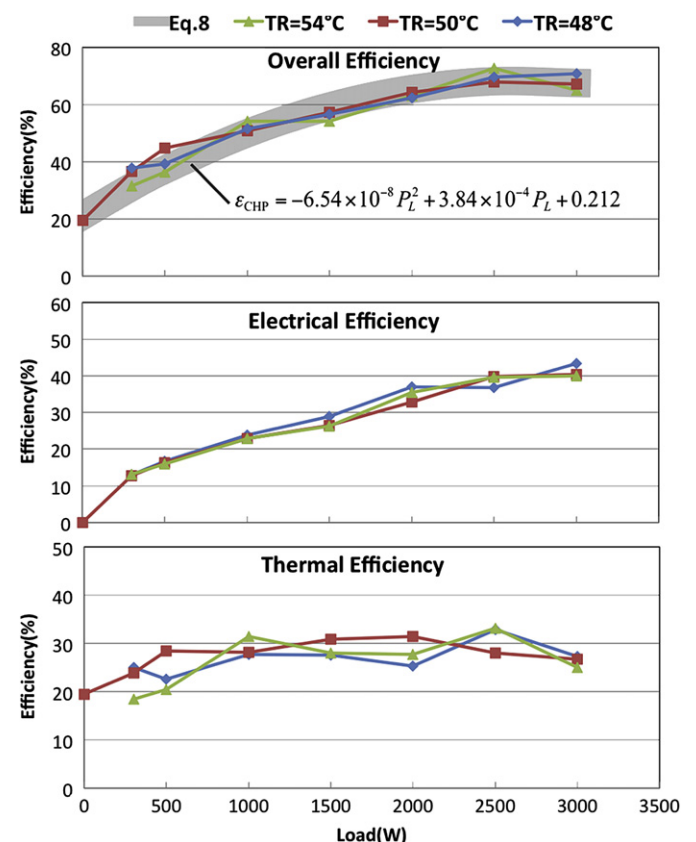 Eq.8 TR=54°C TR=50°C TR=48°C
Overall Efficiency
Efficiency(%)
80
60
40
20
0
εCHP = −6.54×10⁻⁸ P_L² + 3.84×10⁻⁴ P_L + 0.212
Electrical Efficiency
Efficiency(%)
60
50
40
30
20
10
0
Thermal Efficiency
Efficiency(%)
50
40
30
20
10
0
0 500 1000 1500 2000 2500 3000 3500
Load(W)